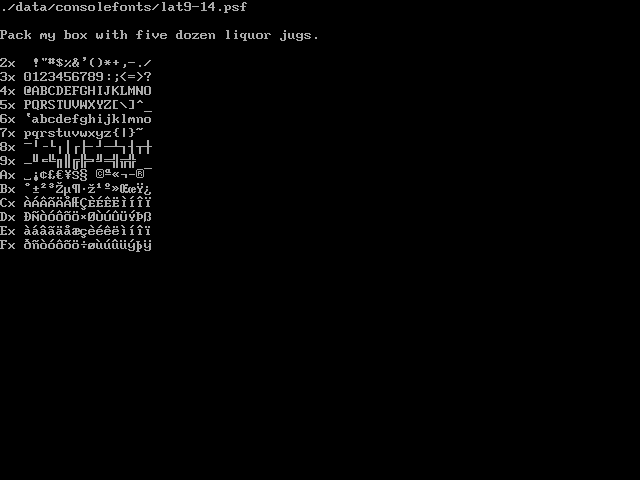 ./data/consolefonts/lat9-14.psf
Pack my box with five dozen liquor jugs.
2x  !"#$%&'()*+,-./
3x 0123456789:;<=>?
4x @ABCDEFGHIJKLMNO
5x PQRSTUVWXYZ[\]^_
6x `abcdefghijklmno
7x pqrstuvwxyz{|}~
8x
9x
Ax ¡¢£€¥Š§ ©ª«¬-®¯
Bx °±²³Žµ¶·ž¹º»ŒœŸ¿
Cx ÀÁÂÃÄÅÆÇÈÉÊËÌÍÎÏ
Dx ÐÑÒÓÔÕÖ×ØÙÚÛÜÝÞß
Ex àáâãäåæçèéêëìíîï
Fx ðñòóôõö÷øùúûüýþÿ